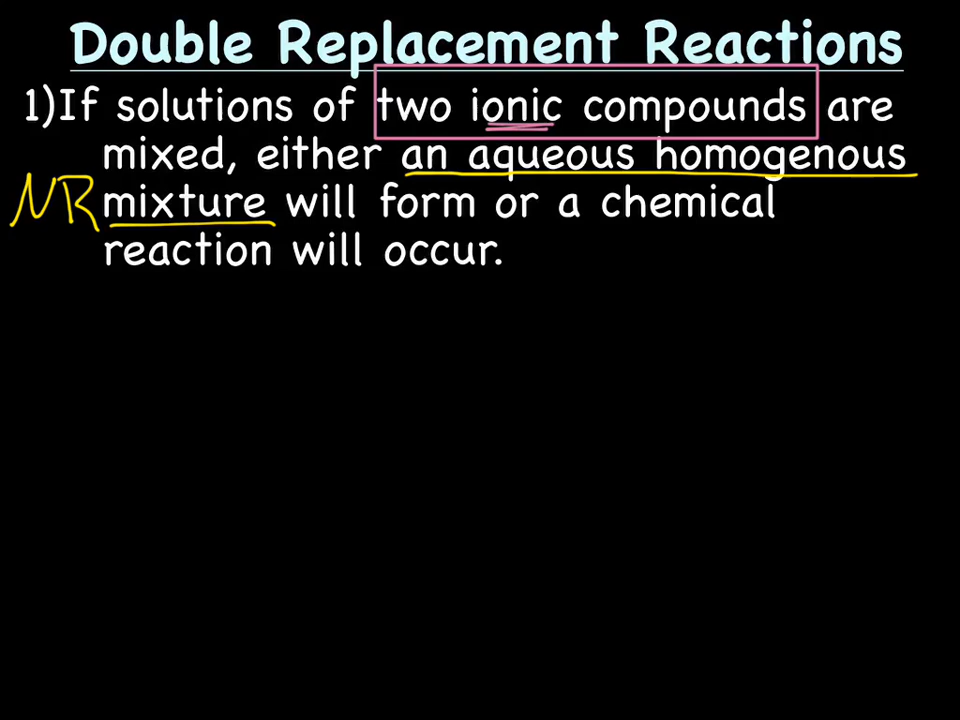 Double Replacement Reactions
1)If solutions of two ionic compounds are
mixed, either an aqueous homogenous
NR mixture will form or a chemical
reaction will occur.